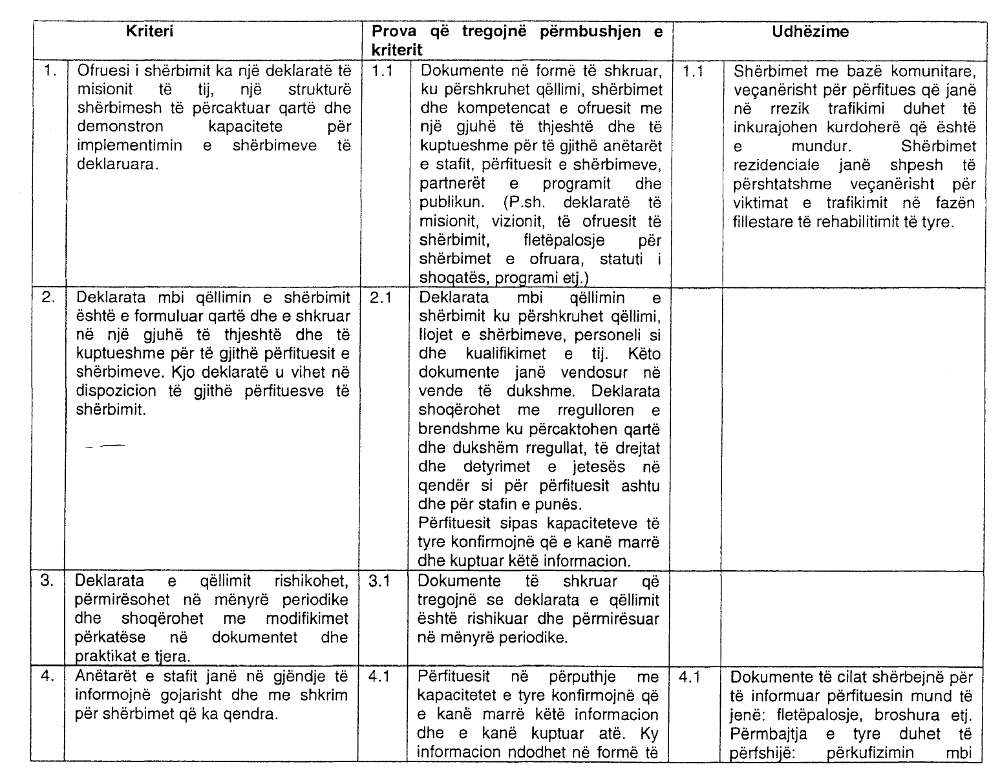 Kriteri
Prova që tregojnë përmbushjen e
kriterit
Udhëzime
1.
Ofruesi i shërbimit ka një deklaratë të
misionit të tij, një strukturë
shërbimesh të përcaktuar qartë dhe
demonstron kapacitete për
implementimin e shërbimeve të
deklaruara.
1.1
Dokumente në formë të shkruar,
ku përshkruhet qëllimi, shërbimet
dhe kompetencat e ofruesit me
një gjuhë të thjeshtë dhe të
kuptueshme për të gjithë anëtarët
e stafit, përfituesit e shërbimeve,
partnerët e programit dhe
publikun. (P.sh. deklaratë të
misionit, vizionit, të ofruesit të
shërbimit, fletëpalosje për
shërbimet e ofruara, statuti i
shoqatës, programi etj.)
1.1
Shërbimet me bazë komunitare,
veçanërisht për përfitues që janë
në rrezik trafikimi duhet të
inkurajohen kurdoherë që është
e mundur. Shërbimet
rezidenciale janë shpesh të
përshtatshme veçanërisht për
viktimat e trafikimit në fazën
fillestare të rehabilitimit të tyre.
2.
Deklarata mbi qëllimin e shërbimit
është e formuluar qartë dhe e shkruar
në një gjuhë të thjeshtë dhe të
kuptueshme për të gjithë përfituesit e
shërbimeve. Kjo deklaratë u vihet në
dispozicion të gjithë përfituesve të
shërbimit.
2.1
Deklarata mbi qëllimin e
shërbimit ku përshkruhet qëllimi,
llojet e shërbimeve, personeli si
dhe kualifikimet e tij. Këto
dokumente janë vendosur në
vende të dukshme. Deklarata
shoqërohet me rregulloren e
brendshme ku përcaktohen qartë
dhe dukshëm rregullat, të drejtat
dhe detyrimet e jetesës në
qendër si për përfituesit ashtu
dhe për stafin e punës.
Përfituesit sipas kapaciteteve të
tyre konfirmojnë që e kanë marrë
dhe kuptuar këtë informacion.
3.
Deklarata e qëllimit rishikohet,
përmirësohet në mënyrë periodike
dhe shoqërohet me modifikimet
përkatëse në dokumentet dhe
praktikat e tjera.
3.1
Dokumente të shkruar që
tregojnë se deklarata e qëllimit
është rishikuar dhe përmirësuar
në mënyrë periodike.
4.
Anëtarët e stafit janë në gjëndje të
informojnë gojarisht dhe me shkrim
për shërbimet që ka qendra.
4.1
Përfituesit në përputhje me
kapacitetet e tyre konfirmojnë që
e kanë marrë këtë informacion
dhe e kanë kuptuar atë. Ky
informacion ndodhet në formë të
4.1
Dokumente të cilat shërbejnë për
të informuar përfituesin mund të
jenë: fletëpalosje, broshura etj.
Përmbajtja e tyre duhet të
përfshijë: përkufizimin mbi